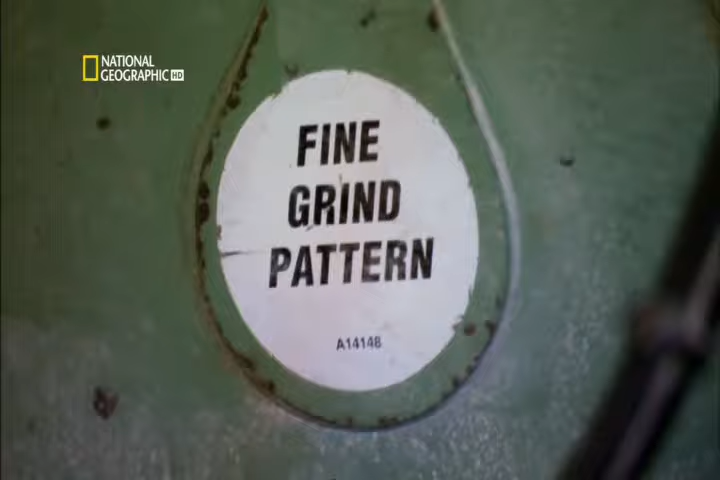 NATIONAL
GEOGRAPHIC HD
FINE
GRIND
PATTERN
A14148